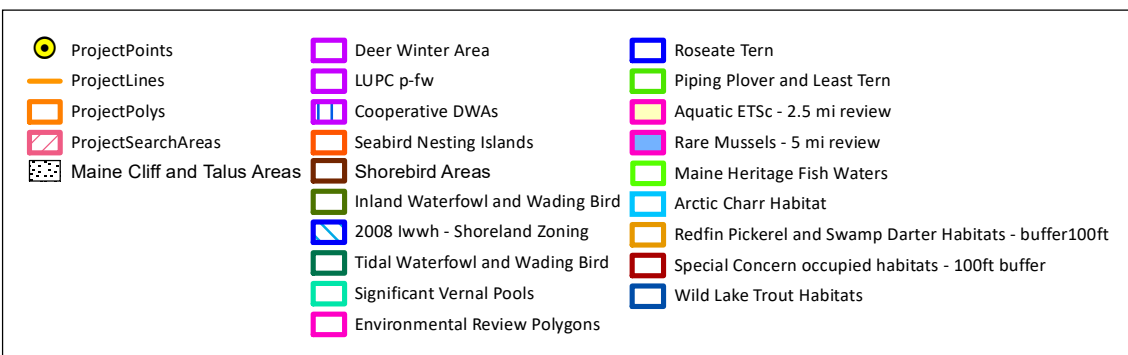 ProjectPoints
ProjectLines
ProjectPolys
ProjectSearchAreas
Maine Cliff and Talus Areas
Deer Winter Area
LUPC p-fw
Cooperative DWAs
Seabird Nesting Islands
Shorebird Areas
Inland Waterfowl and Wading Bird
2008 Iwwh - Shoreland Zoning
Tidal Waterfowl and Wading Bird
Significant Vernal Pools
Environmental Review Polygons
Roseate Tern
Piping Plover and Least Tern
Aquatic ETSc - 2.5 mi review
Rare Mussels - 5 mi review
Maine Heritage Fish Waters
Arctic Charr Habitat
Redfin Pickerel and Swamp Darter Habitats - buffer100ft
Special Concern occupied habitats - 100ft buffer
Wild Lake Trout Habitats